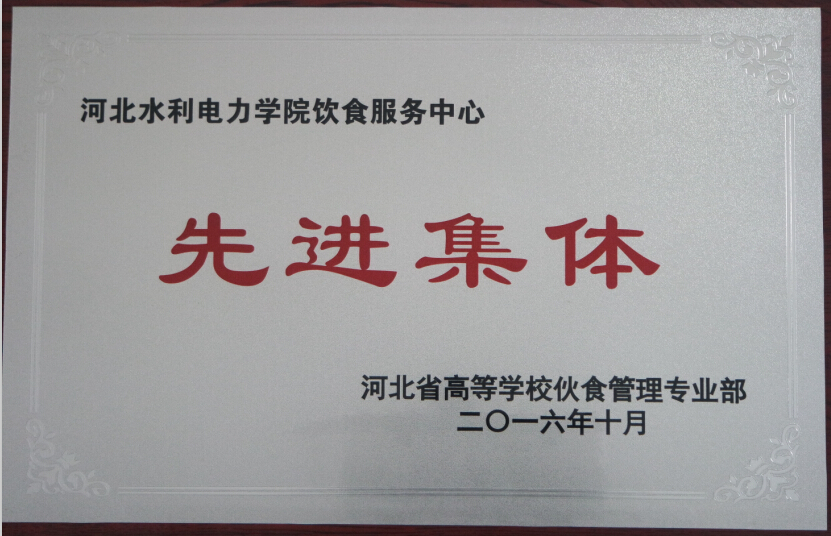 河北水利电力学院饮食服务中心
先进集体
河北省高等学校伙食管理专业部
二〇一六年十月